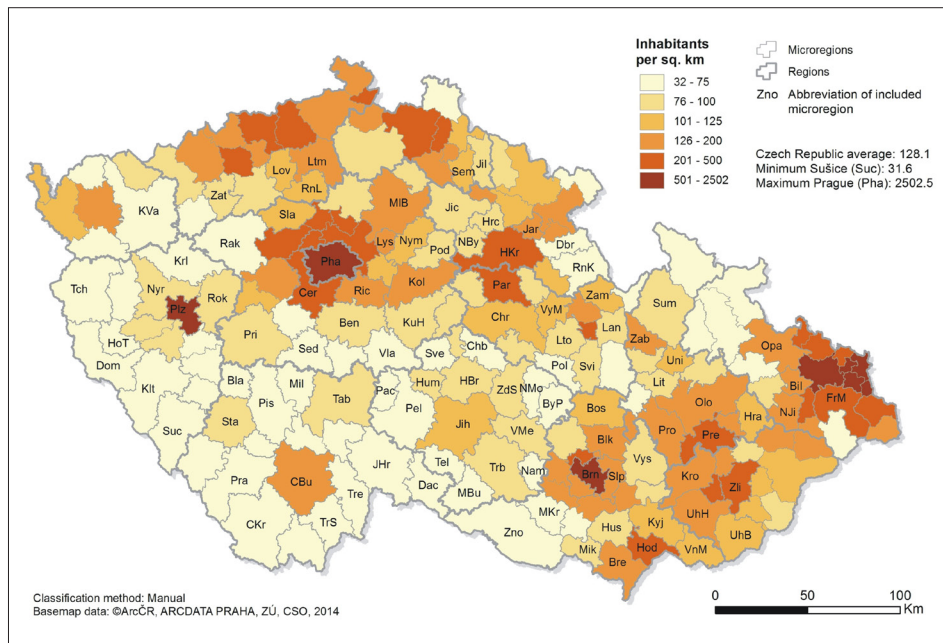 Inhabitants
per sq. km
32 - 75
76 - 100
101 - 125
126 - 200
201 - 500
501 - 2502
Microregions
Regions
Zno Abbreviation of included
microregion
Czech Republic average: 128.1
Minimum Sušice (Suc): 31.6
Maximum Prague (Pha): 2502.5
Ltm
Lov
Sem
Jil
Zat
RnL
KVa
MlB
Jic
Hrc
Sla
Jar
Rak
Lys
Nym
Pod
NBy
HKr
Dbr
Krl
Pha
RnK
Tch
Nyr
Rok
Cer
Ric
Kol
Par
Zam
Sum
Plz
Chr
VyM
Pri
Ben
KuH
Lan
Zab
HoT
Lto
Opa
Dom
Sed
Vla
Sve
Chb
Pol
Svi
Uni
Klt
Bla
Mil
Pac
Hum
HBr
ZdS
NMo
Lit
Bil
FrM
Pis
Tab
Pel
ByP
Bos
Olo
NJi
Suc
Sta
Jih
VMe
Blk
Pro
Pre
Hra
Pra
CBu
JHr
Tel
Trb
Nam
Brn
Slp
Vys
Kro
Zli
Tre
Dac
MBu
MKr
UhH
CKr
TrS
Zno
Hus
Kyj
UhB
Mik
Bre
Hod
VnM
Classification method: Manual
Basemap data: ©ArcČR, ARCDATA PRAHA, ZÚ, CSO, 2014
0 50 100
Km